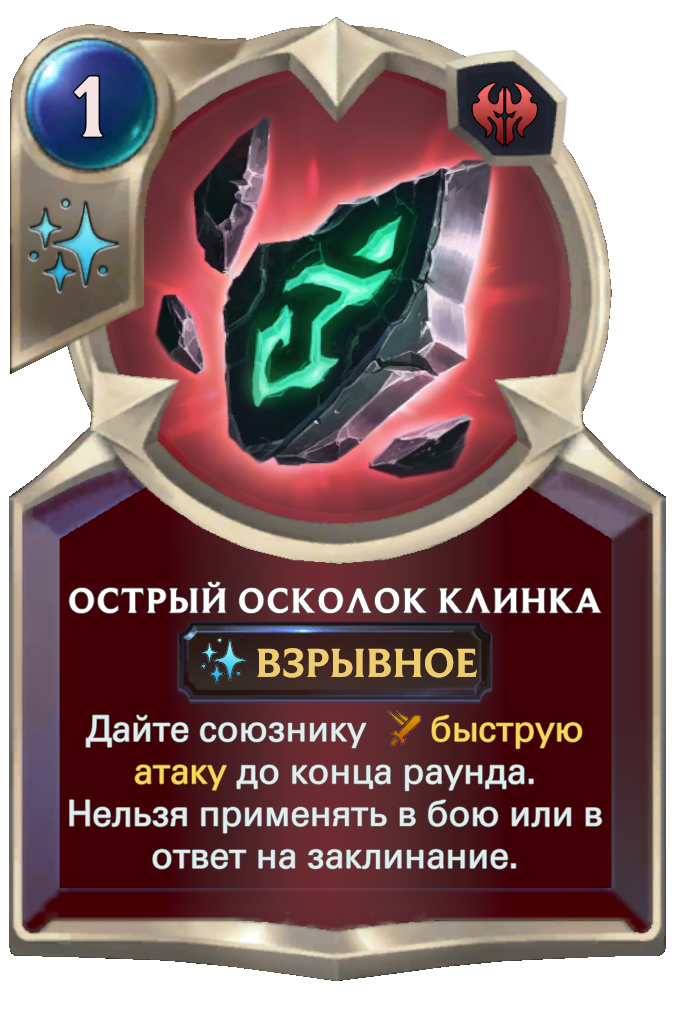 1
ОСТРЫЙ ОСКОЛОК КЛИНКА
ВЗРЫВНОЕ
Дайте союзнику быструю
атаку до конца раунда.
Нельзя применять в бою или в
ответ на заклинание.